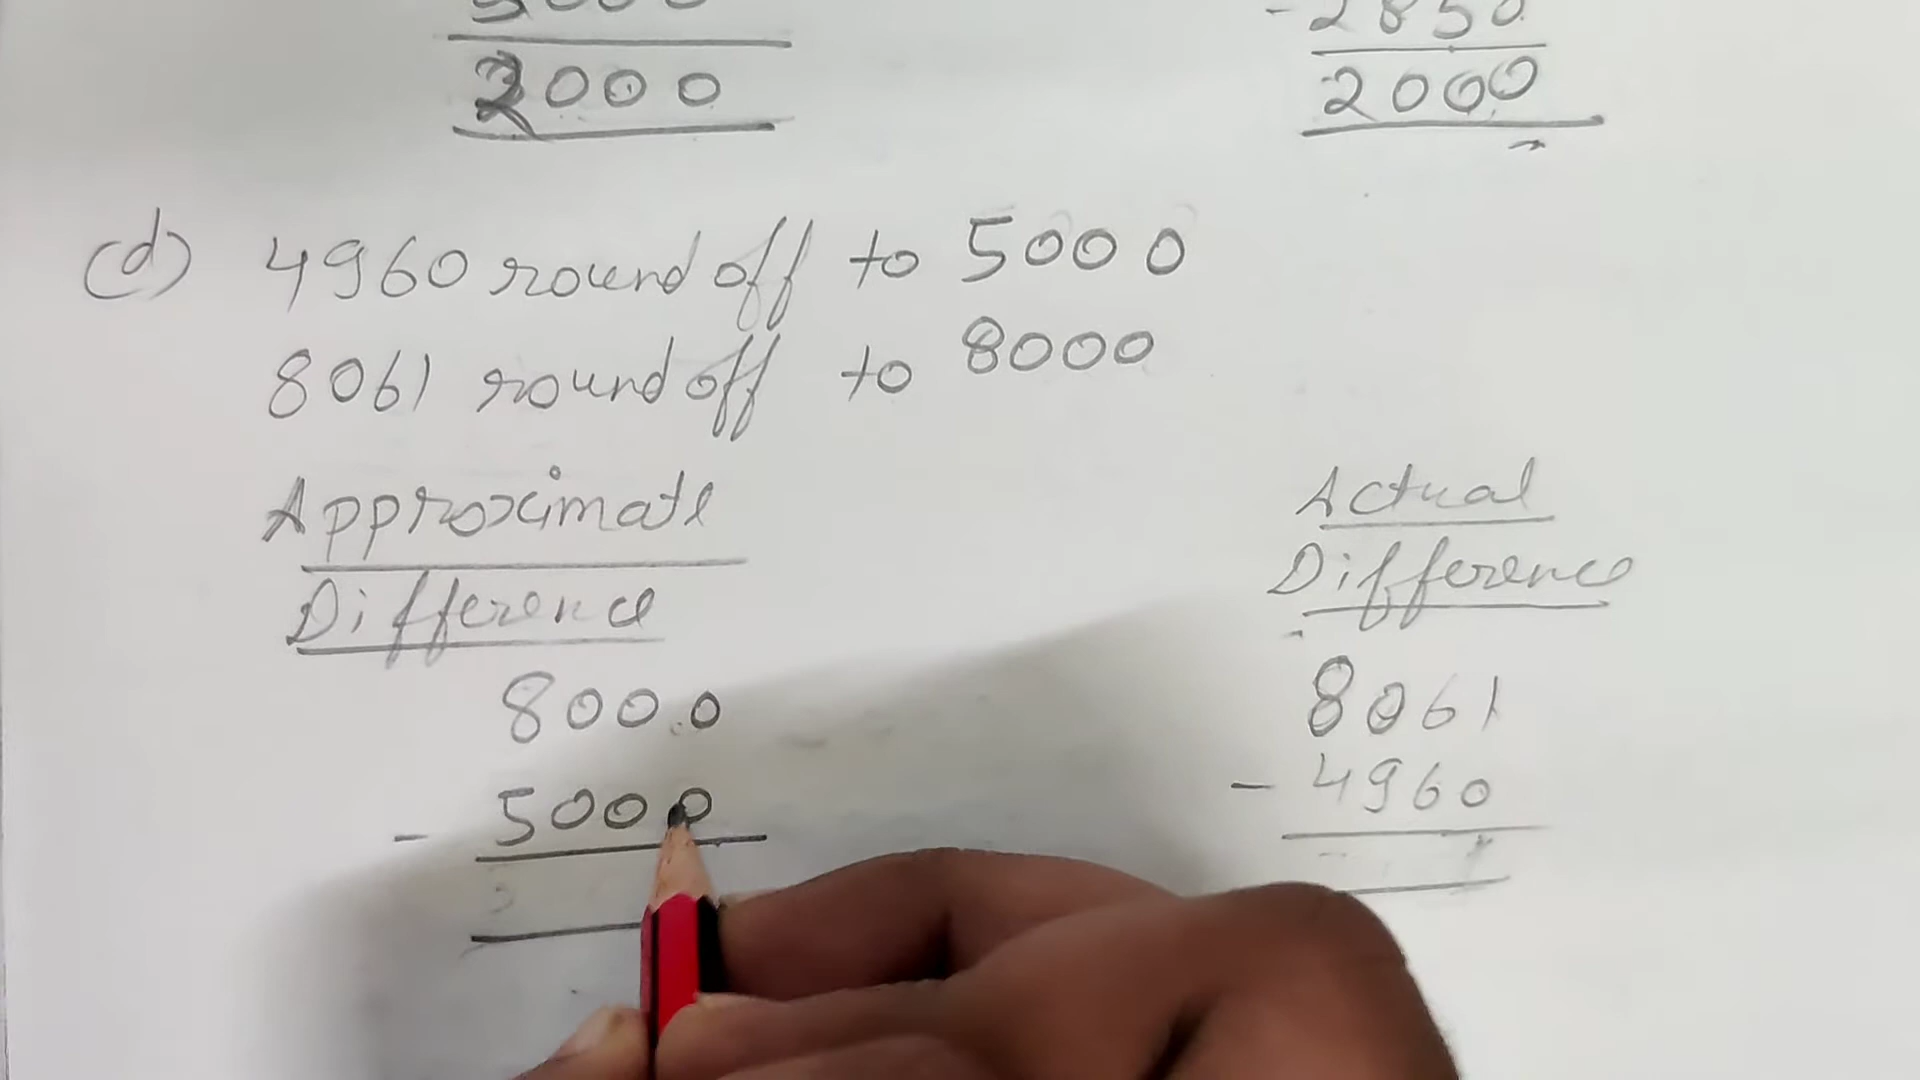 2000
- 2850
2000
(d) 4960 round off to 5000
8061 round off to 8000
Approximate
Difference
8000
- 5000
Actual
Difference
8061
- 4960